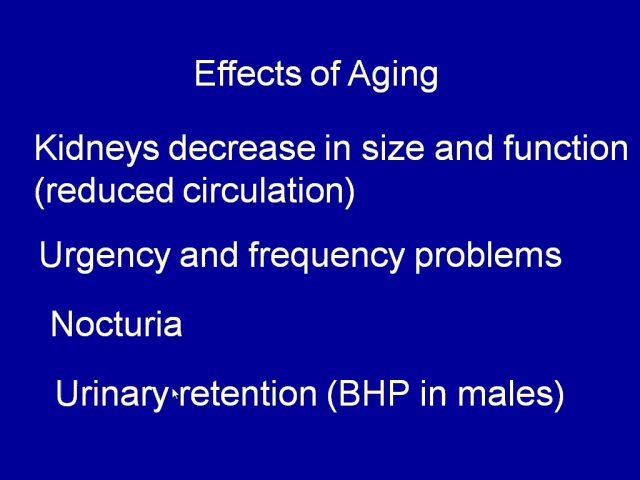 Effects of Aging
Kidneys decrease in size and function
(reduced circulation)
Urgency and frequency problems
Nocturia
Urinary retention (BHP in males)